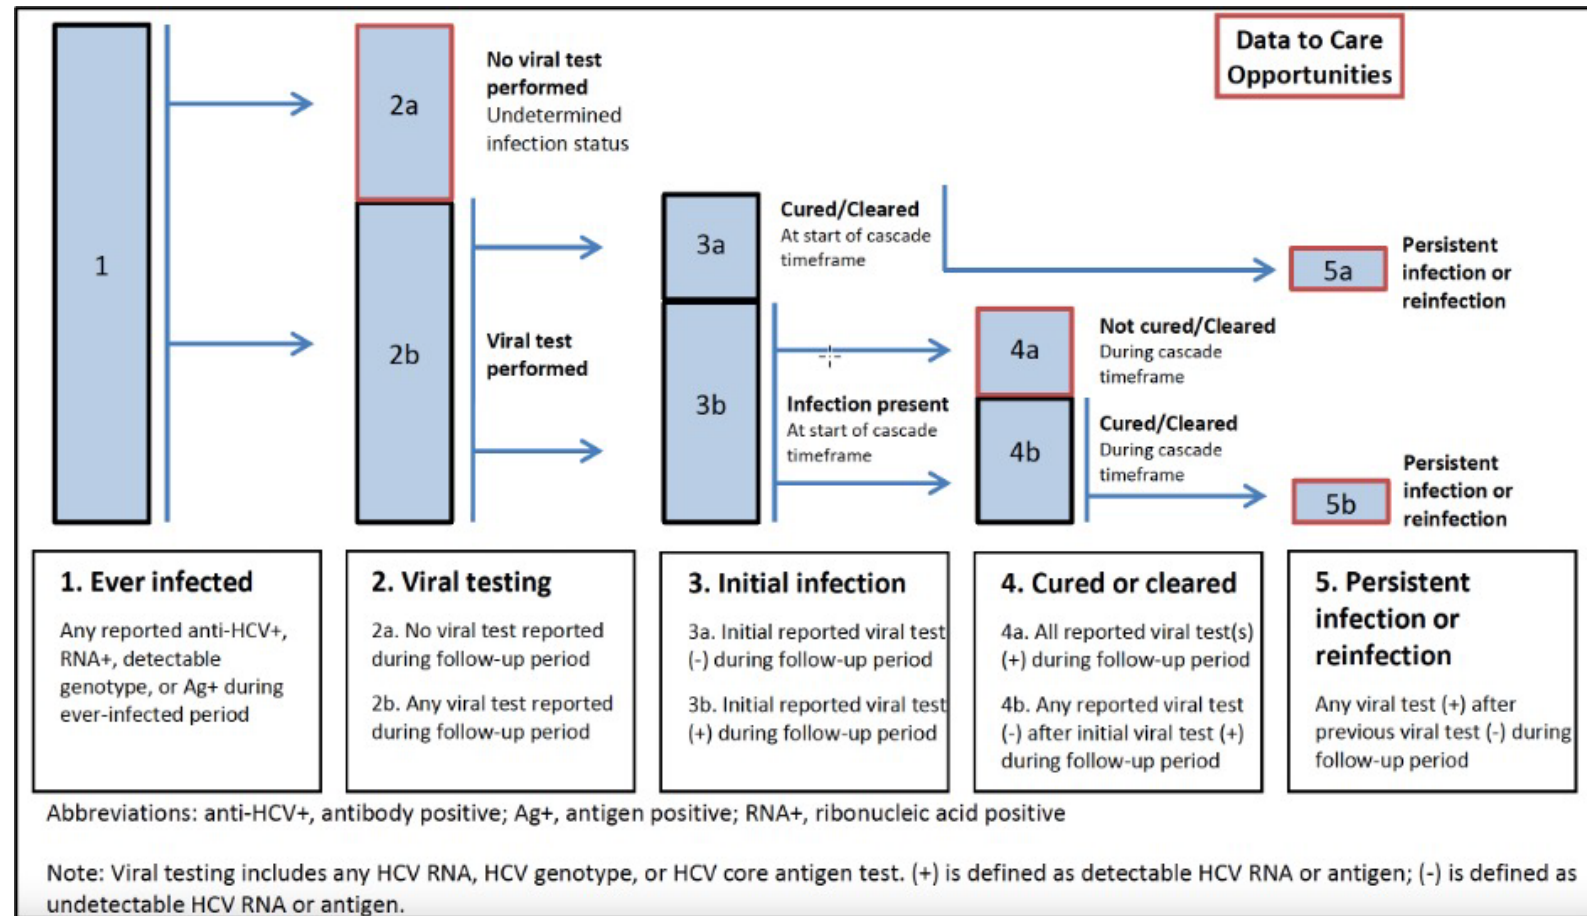 Data to Care
Opportunities
1
2a
No viral test
performed
Undetermined
infection status
2b
Viral test
performed
3a
Cured/Cleared
At start of cascade
timeframe
3b
Infection present
At start of cascade
timeframe
4a
Not cured/Cleared
During cascade
timeframe
4b
Cured/Cleared
During cascade
timeframe
5a
Persistent
infection or
reinfection
5b
Persistent
infection or
reinfection
1. Ever infected
Any reported anti-HCV+,
RNA+, detectable
genotype, or Ag+ during
ever-infected period
2. Viral testing
2a. No viral test reported
during follow-up period
2b. Any viral test reported
during follow-up period
3. Initial infection
3a. Initial reported viral test
(-) during follow-up period
3b. Initial reported viral test
(+) during follow-up period
4. Cured or cleared
4a. All reported viral test(s)
(+) during follow-up period
4b. Any reported viral test
(-) after initial viral test (+)
during follow-up period
5. Persistent
infection or
reinfection
Any viral test (+) after
previous viral test (-) during
follow-up period
Abbreviations: anti-HCV+, antibody positive; Ag+, antigen positive; RNA+, ribonucleic acid positive
Note: Viral testing includes any HCV RNA, HCV genotype, or HCV core antigen test. (+) is defined as detectable HCV RNA or antigen; (-) is defined as
undetectable HCV RNA or antigen.